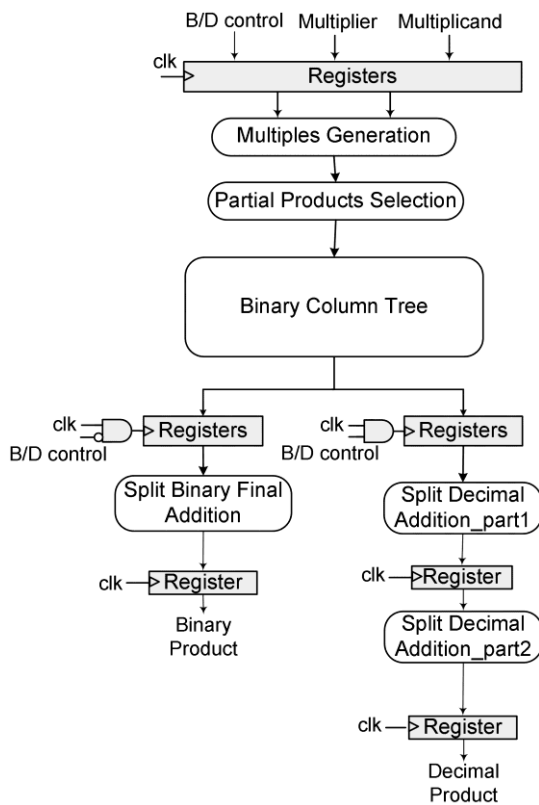 B/D control
Multiplier
Multiplicand
clk
Registers
Multiples Generation
Partial Products Selection
Binary Column Tree
clk
B/D control
Registers
clk
B/D control
Registers
Split Binary Final
Addition
Split Decimal
Addition_part1
clk
Register
Binary
Product
clk
Register
Split Decimal
Addition_part2
clk
Register
Decimal
Product